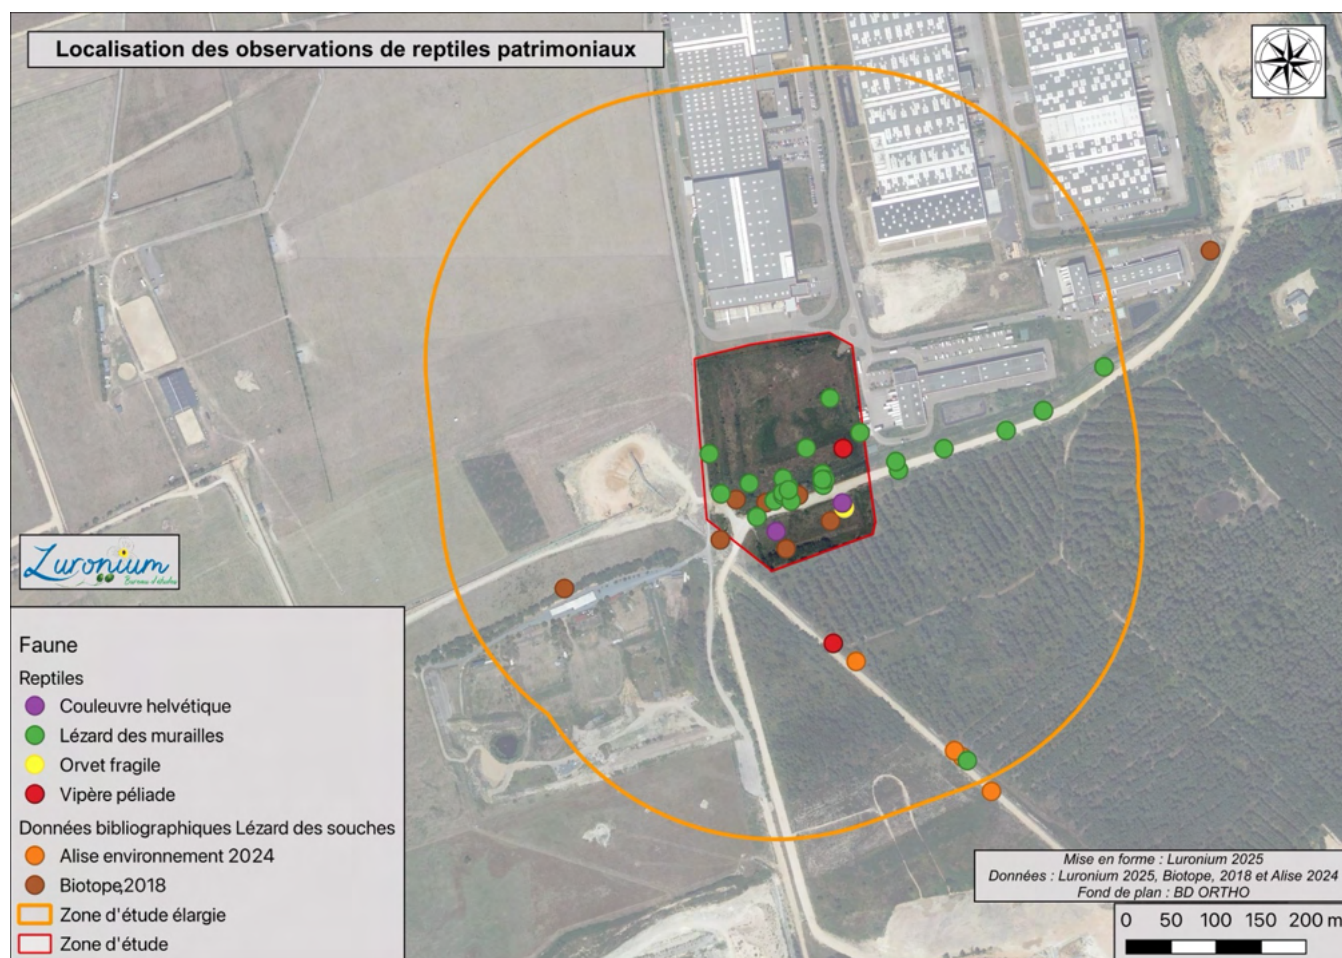 Localisation des observations de reptiles patrimoniaux
Luronium
Bureau d'études
Faune
Reptiles
Couleuvre helvétique
Lézard des murailles
Orvet fragile
Vipère péliade
Données bibliographiques Lézard des souches
Alise environnement 2024
Biotope,2018
Zone d'étude élargie
Zone d'étude
Mise en forme : Luronium 2025
Données : Luronium 2025, Biotope, 2018 et Alise 2024
Fond de plan : BD ORTHO
0 50 100 150 200 m